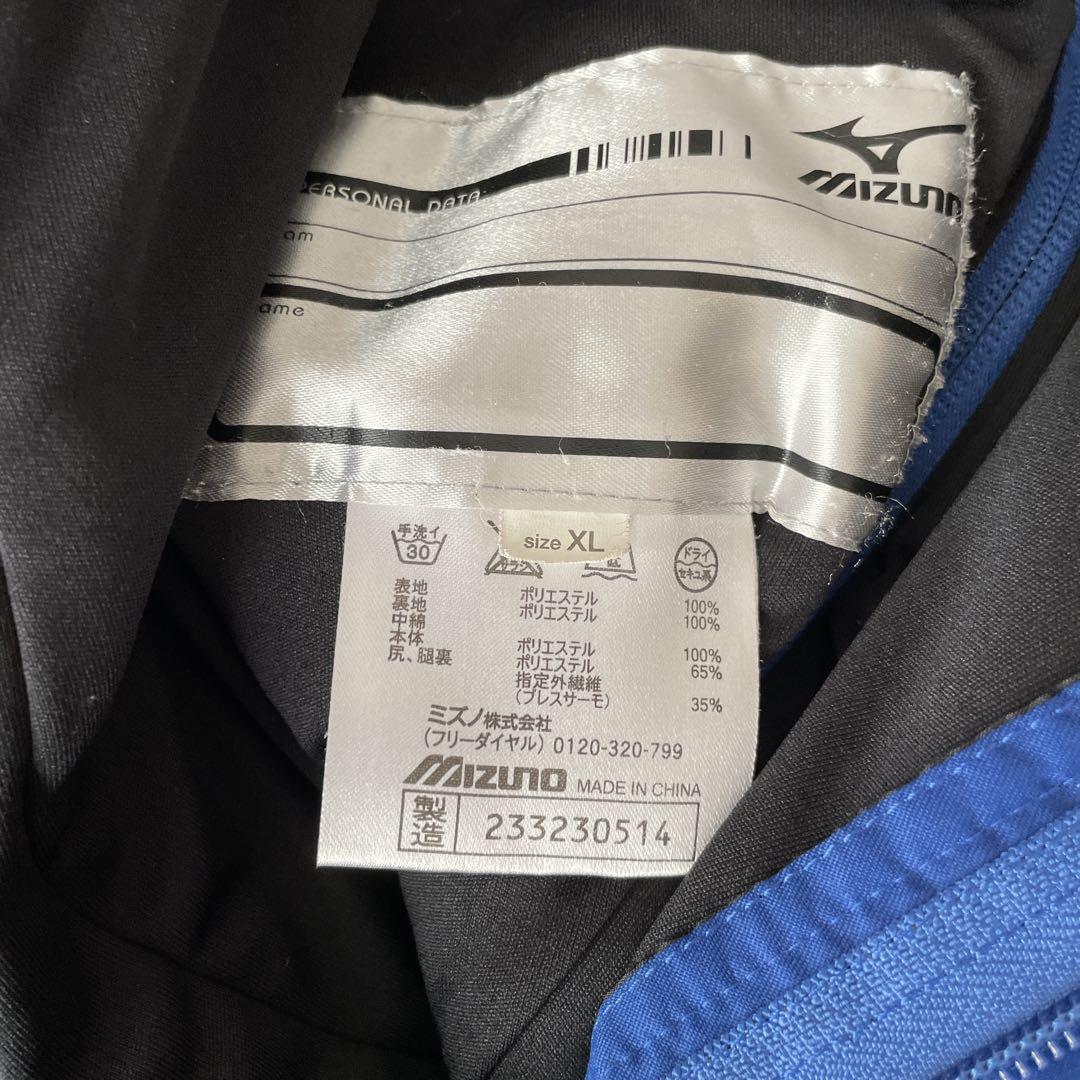 PERSONAL DATA
MIZUNO
am
ame
size XL
手洗イ
30
ドライ
セキユ系
表地 ポリエステル 100%
裏地 ポリエステル 100%
中綿
本体 ポリエステル 100%
尻、腿裏 ポリエステル 65%
指定外繊維
(ブレスサーモ) 35%
ミズノ株式会社
(フリーダイヤル) 0120-320-799
MIZUNO MADE IN CHINA
製造 233230514